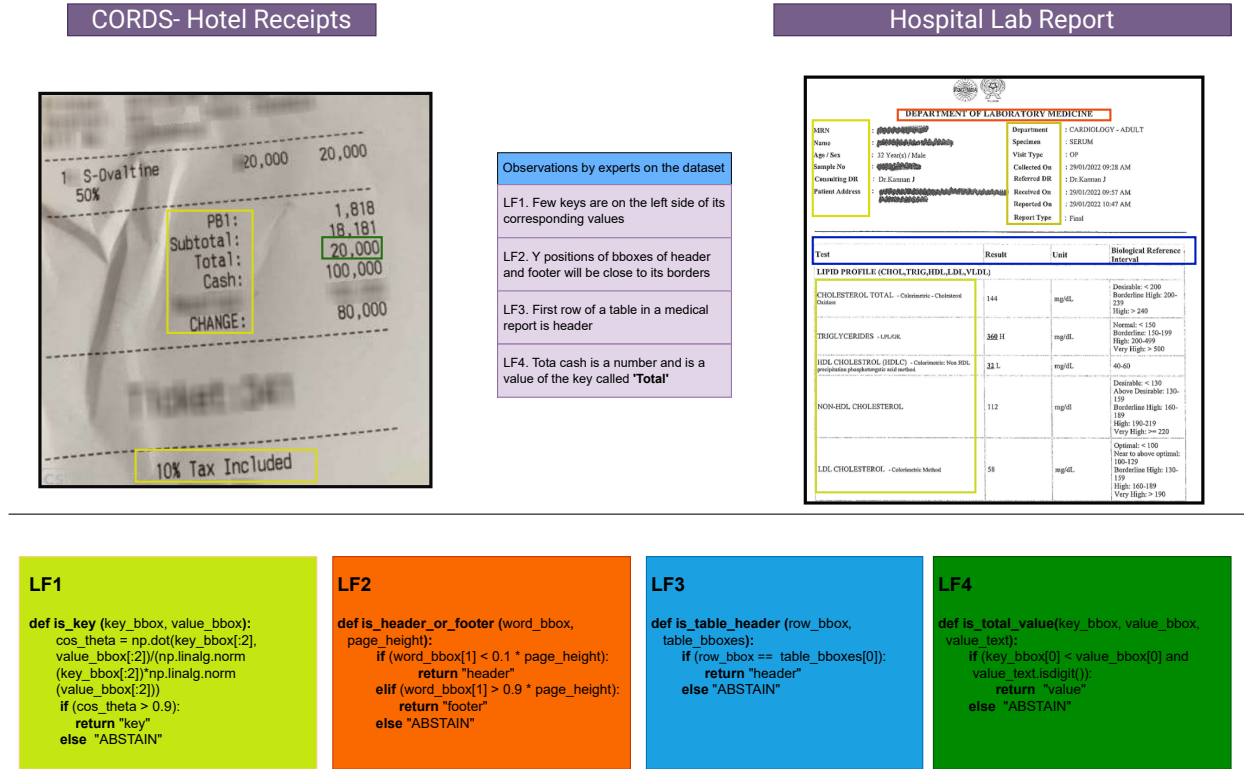 CORDS- Hotel Receipts
Hospital Lab Report
1 S-Ovaltine 20,000 20,000
50%
PB1: 1,818
Subtotal: 18,181
Total: 20,000
Cash: 100,000
CHANGE: 80,000
10% Tax Included
Observations by experts on the dataset
LF1. Few keys are on the left side of its
corresponding values
LF2. Y positions of bboxes of header
and footer will be close to its borders
LF3. First row of a table in a medical
report is header
LF4. Tota cash is a number and is a
value of the key called 'Total'
DEPARTMENT OF LABORATORY MEDICINE
MRN :
Name :
Age / Sex : 32 Year(s) / Male
Sample No :
Consulting DR : Dr.Kannan J
Patient Address :
Department : CARDIOLOGY - ADULT
Specimen : SERUM
Visit Type : OP
Collected On : 29/01/2022 09:28 AM
Referred DR : Dr.Kannan J
Received On : 29/01/2022 09:57 AM
Reported On : 29/01/2022 10:47 AM
Report Type : Final
Test Result Unit Biological Reference
Interval
LIPID PROFILE (CHOL,TRIG,HDL,LDL,VLDL)
CHOLESTEROL TOTAL - Colorimetric - Cholesterol
Oxidase
144 mg/dL
Desirable: < 200
Borderline High: 200-
239
High: > 240
TRIGLYCERIDES
360 H mg/dL
Normal: < 150
Borderline: 150-199
High: 200-499
Very High: > 500
HDL CHOLESTROL (HDLC) - Colorimetric: Non HDL
precipitation phosphotungstic acid method
32 L mg/dL 40-60
NON-HDL CHOLESTEROL 112 mg/dl
Desirable: < 130
Above Desirable: 130-
159
Borderline High: 160-
189
High: 190-219
Very High: >= 220
LDL CHOLESTEROL - Colorimetric Method 58 mg/dL
Optimal: < 100
Near to above optimal:
100-129
Borderline High: 130-
159
High: 160-189
Very High: > 190
LF1
def is_key (key_bbox, value_bbox):
cos_theta = np.dot(key_bbox[:2],
value_bbox[:2])/(np.linalg.norm
(key_bbox[:2])*np.linalg.norm
(value_bbox[:2]))
if (cos_theta > 0.9):
return "key"
else "ABSTAIN"
LF2
def is_header_or_footer (word_bbox,
page_height):
if (word_bbox[1] < 0.1 * page_height):
return "header"
elif (word_bbox[1] > 0.9 * page_height):
return "footer"
else "ABSTAIN"
LF3
def is_table_header (row_bbox,
table_bboxes):
if (row_bbox == table_bboxes[0]):
return "header"
else "ABSTAIN"
LF4
def is_total_value(key_bbox, value_bbox,
value_text):
if (key_bbox[0] < value_bbox[0] and
value_text.isdigit()):
return "value"
else "ABSTAIN"